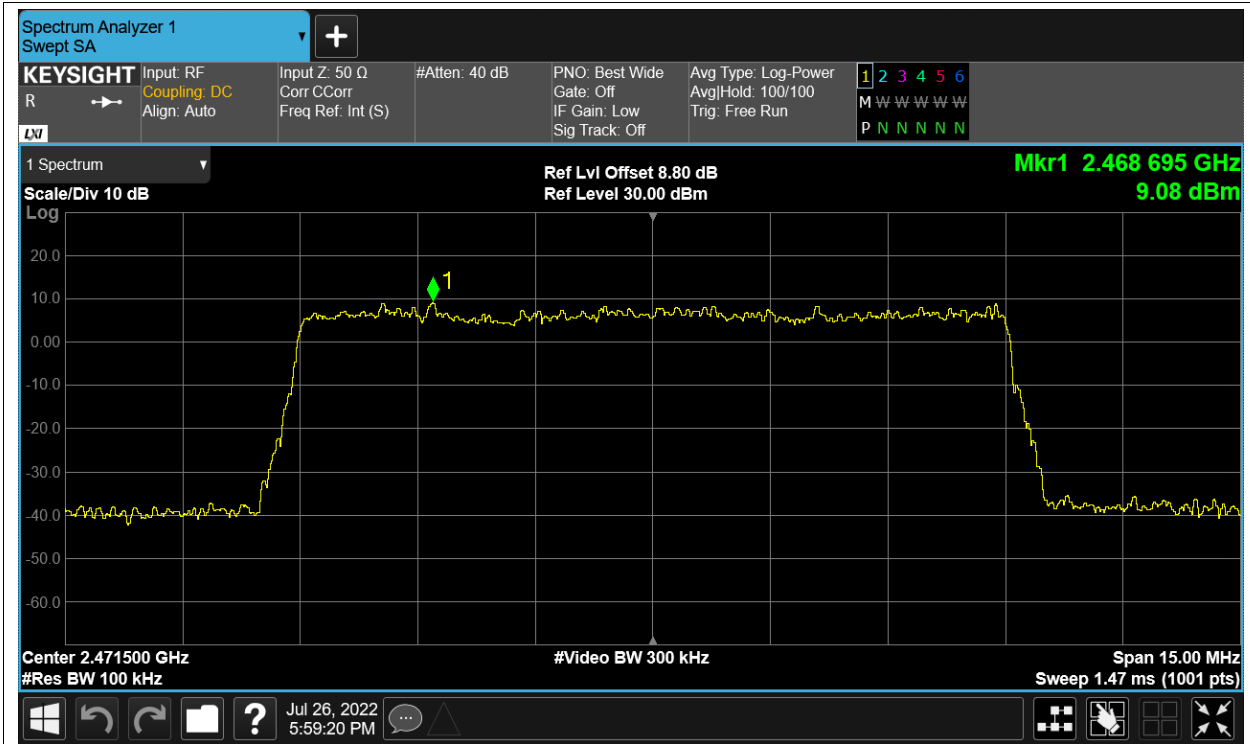 Spectrum Analyzer 1
Swept SA
+
KEYSIGHT Input: RF Input Z: 50 Ω #Atten: 40 dB PNO: Best Wide Avg Type: Log-Power 1 2 3 4 5 6
R Coupling: DC Corr CCorr Gate: Off Avg|Hold: 100/100 M W W W W W
Align: Auto Freq Ref: Int (S) IF Gain: Low Trig: Free Run
LXI Sig Track: Off P N N N N N
1 Spectrum
Ref Lvl Offset 8.80 dB Mkr1 2.468 695 GHz
Scale/Div 10 dB Ref Level 30.00 dBm 9.08 dBm
Log
20.0
1
10.0
0.00
-10.0
-20.0
-30.0
-40.0
-50.0
-60.0
Center 2.471500 GHz #Video BW 300 kHz Span 15.00 MHz
#Res BW 100 kHz Sweep 1.47 ms (1001 pts)
? Jul 26, 2022
5:59:20 PM